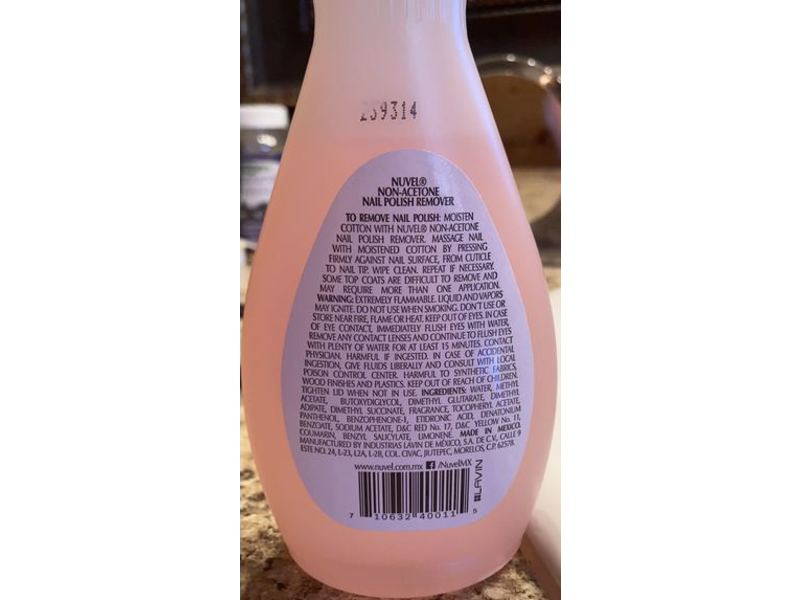 259314
NUVEL®
NON-ACETONE
NAIL POLISH REMOVER
TO REMOVE NAIL POLISH: MOISTEN
COTTON WITH NUVEL® NON-ACETONE
NAIL POLISH REMOVER. MASSAGE NAIL
WITH MOISTENED COTTON BY PRESSING
FIRMLY AGAINST NAIL SURFACE, FROM CUTICLE
TO NAIL TIP. WIPE CLEAN. REPEAT IF NECESSARY.
SOME TOP COATS ARE DIFFICULT TO REMOVE AND
MAY REQUIRE MORE THAN ONE APPLICATION.
WARNING: EXTREMELY FLAMMABLE. LIQUID AND VAPORS
MAY IGNITE. DO NOT USE WHEN SMOKING. DON'T USE OR
STORE NEAR FIRE, FLAME OR HEAT. KEEP OUT OF EYES. IN CASE
OF EYE CONTACT, IMMEDIATELY FLUSH EYES WITH WATER,
REMOVE ANY CONTACT LENSES AND CONTINUE TO FLUSH EYES
WITH PLENTY OF WATER FOR AT LEAST 15 MINUTES. CONTACT
PHYSICIAN. HARMFUL IF INGESTED. IN CASE OF ACCIDENTAL
INGESTION, GIVE FLUIDS LIBERALLY AND CONSULT WITH LOCAL
POISON CONTROL CENTER. HARMFUL TO SYNTHETIC FABRICS,
WOOD FINISHES AND PLASTICS. KEEP OUT OF REACH OF CHILDREN.
TIGHTEN LID WHEN NOT IN USE. INGREDIENTS: WATER, METHYL
ACETATE, BUTOXYDIGLYCOL, DIMETHYL GLUTARATE, DIMETHYL
ADIPATE, DIMETHYL SUCCINATE, FRAGRANCE, TOCOPHERYL ACETATE,
PANTHENOL, BENZOPHENONE-1, ETIDRONIC ACID, DENATONIUM
BENZOATE, SODIUM ACETATE, D&C RED No. 17, D&C YELLOW No. 11,
COUMARIN, BENZYL SALICYLATE, LIMONENE. MADE IN MEXICO.
MANUFACTURED BY INDUSTRIAS LAVIN DE MÉXICO, S.A. DE C.V., CALLE 9
ESTE NO. 24, L-23, L2A, L-2B, COL. CIVAC, JIUTEPEC, MORELOS, C.P. 62578.
www.nuvel.com.mx f /NuvelMX
LAVIN
7 10632 40011 5